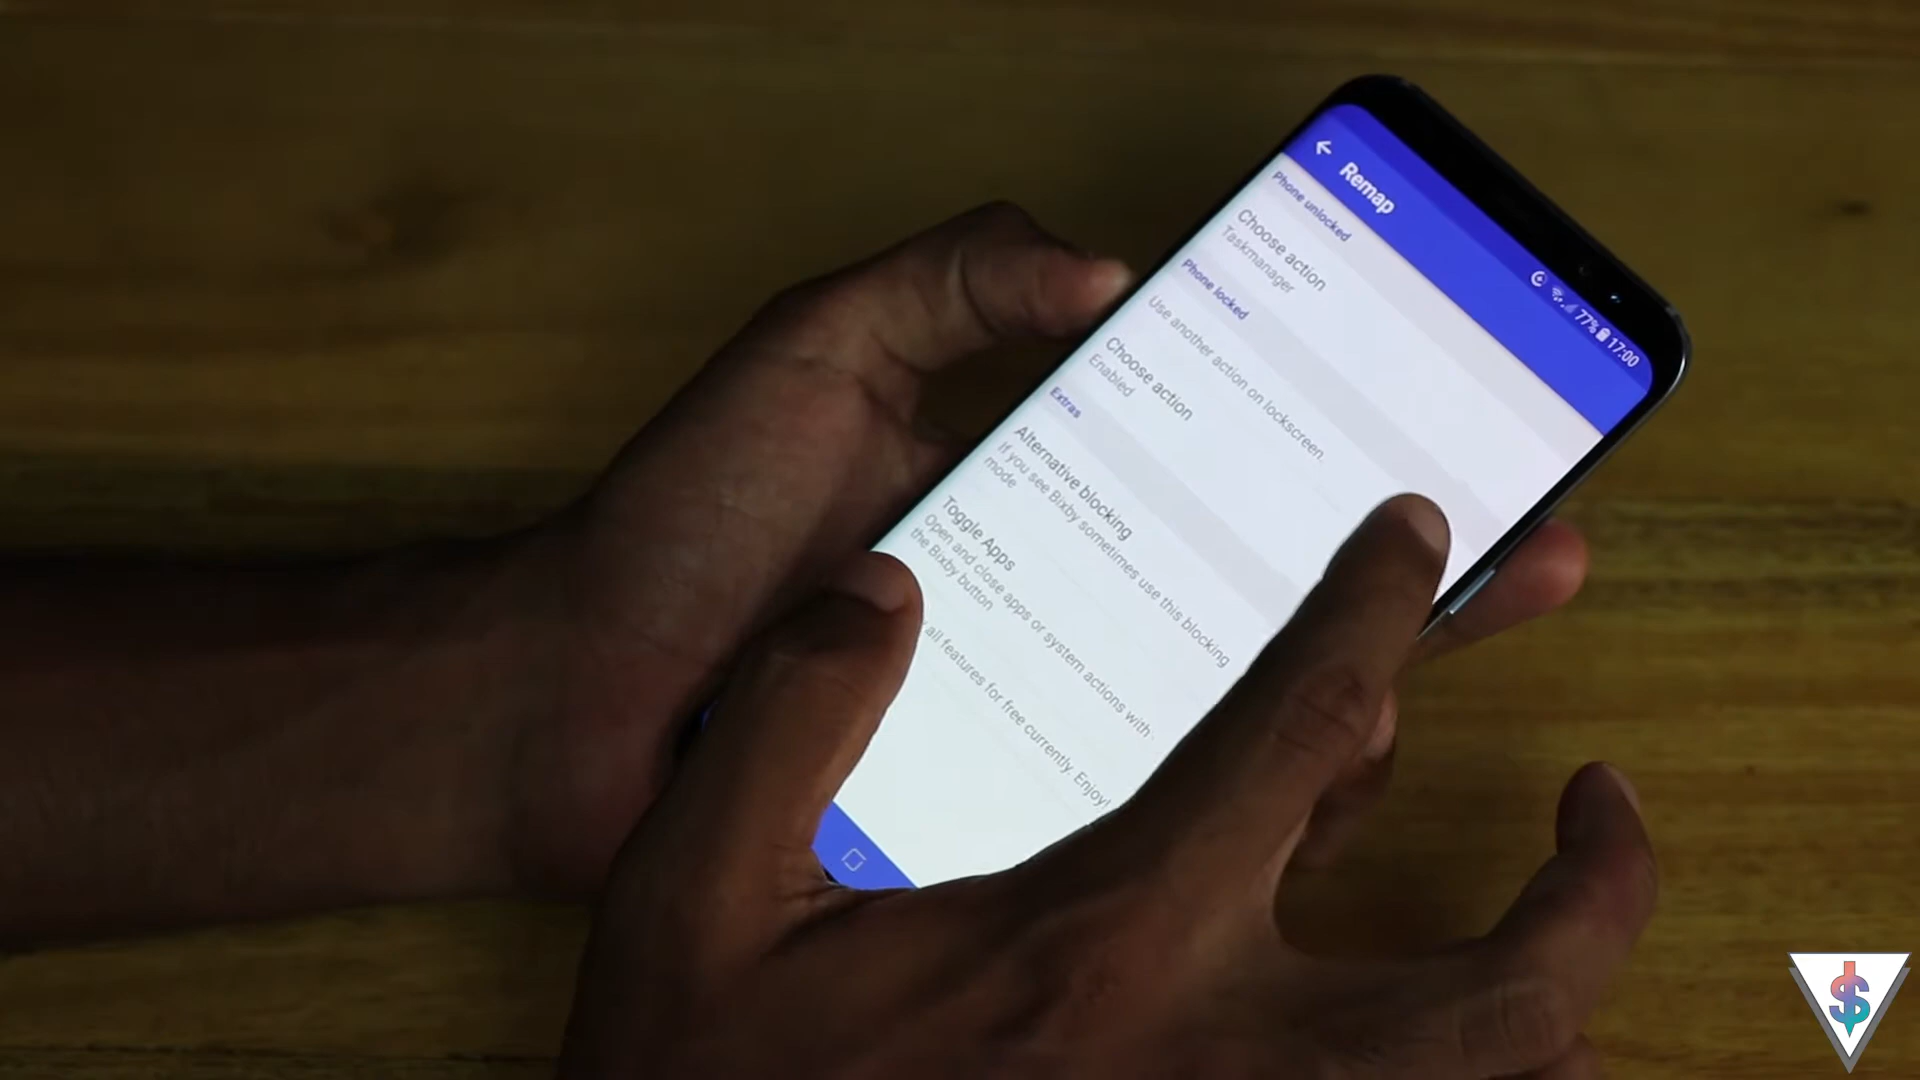 77% 17:00
Remap
Phone unlocked
Choose action
Taskmanager
Phone locked
Use another action on lockscreen.
Choose action
Enabled
Extras
Alternative blocking
If you see Bixby sometimes use this blocking
mode
Toggle Apps
Open and close apps or system actions with
the Bixby button
all features for free currently. Enjoy!
$